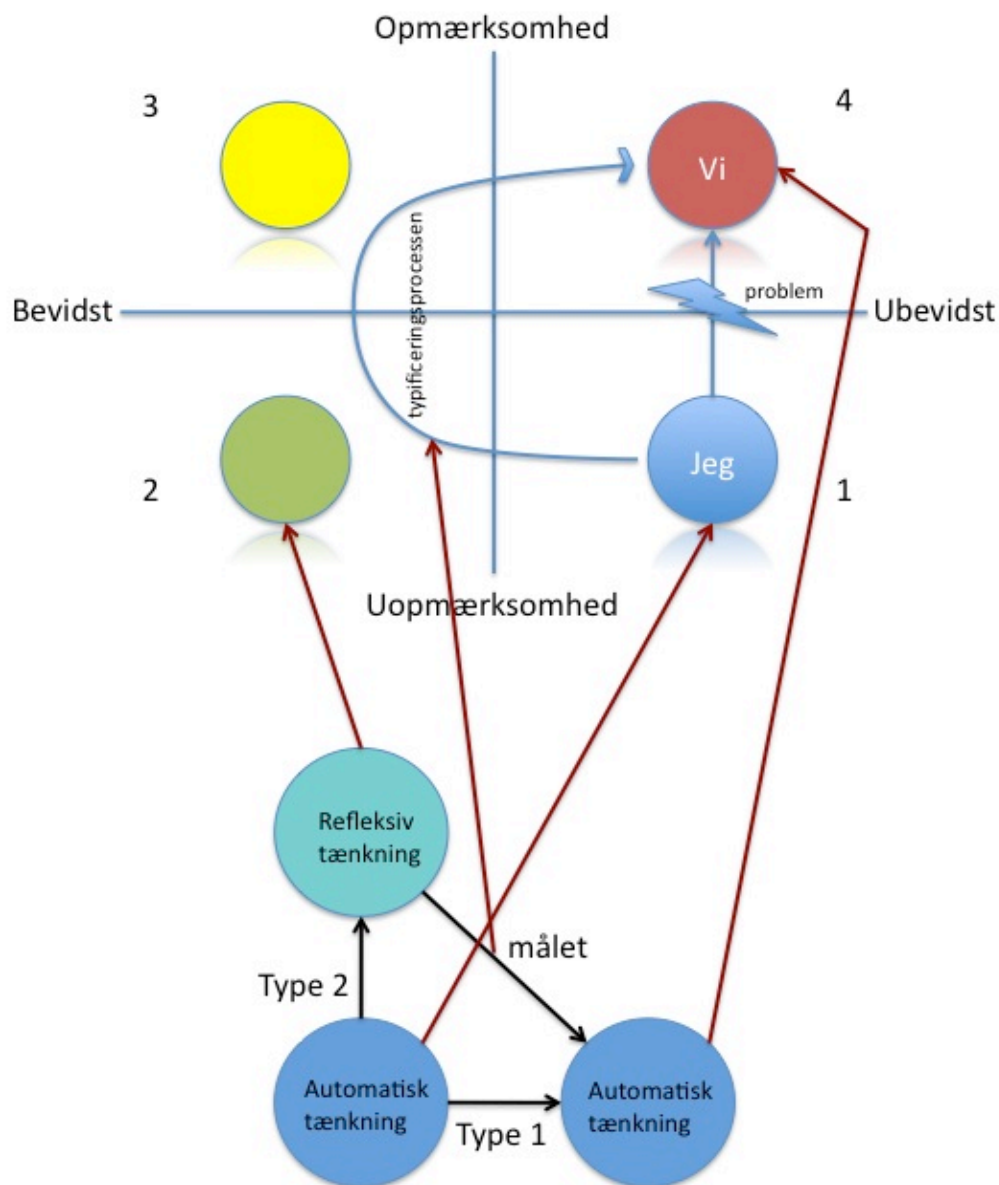 Opmærksomhed
3
4
Vi
typificeringsprocessen
problem
Bevidst
Ubevidst
Jeg
2
1
Uopmærksomhed
Refleksiv
tænkning
målet
Type 2
Automatisk
tænkning
Type 1
Automatisk
tænkning